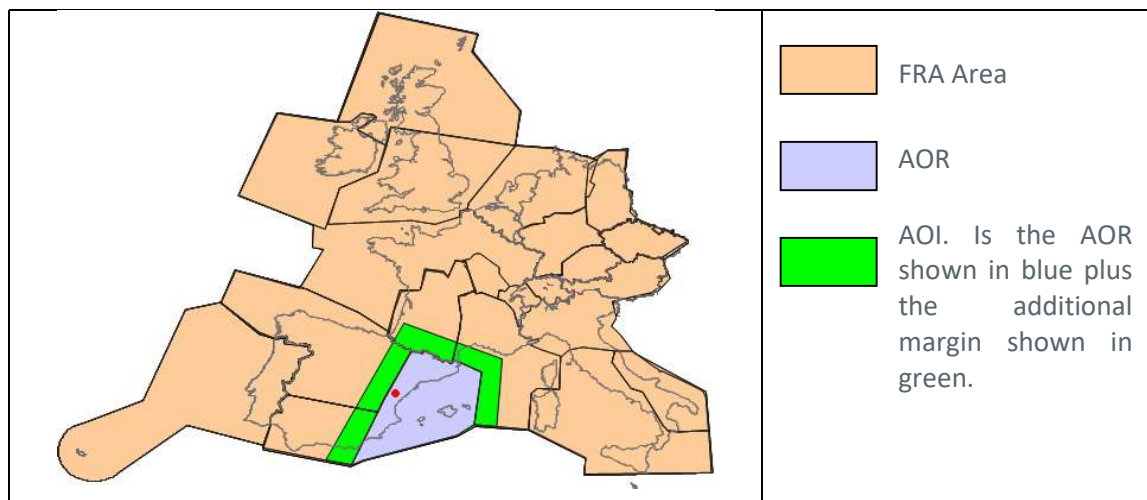 FRA Area
AOR
AOI. Is the AOR
shown in blue plus
the additional
margin shown in
green.